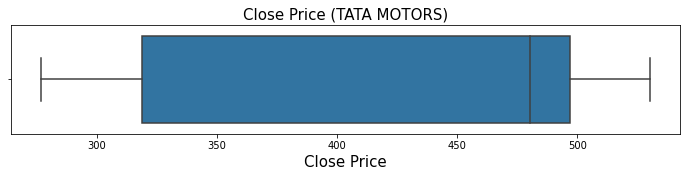 Close Price (TATA MOTORS)
300 350 400 450 500
Close Price